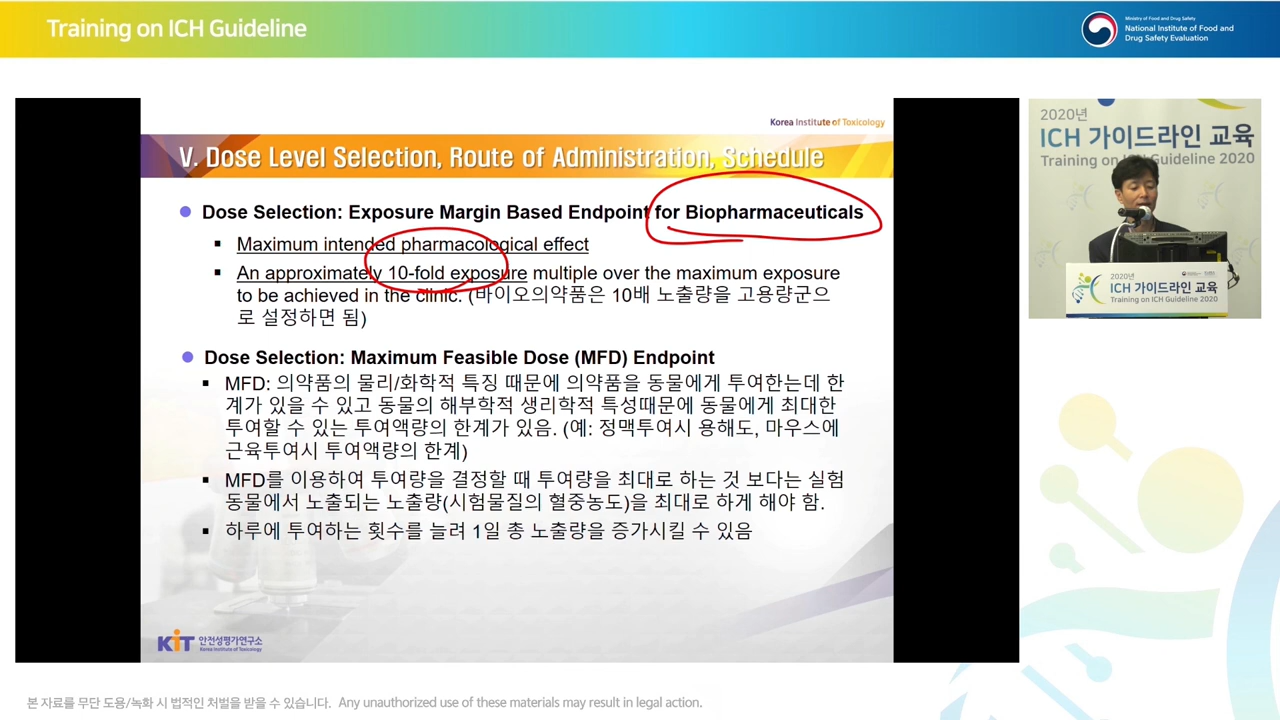 Training on ICH Guideline
Ministry of Food and Drug Safety
National Institute of Food and
Drug Safety Evaluation
Korea Institute of Toxicology
V. Dose Level Selection, Route of Administration, Schedule
Dose Selection: Exposure Margin Based Endpoint for Biopharmaceuticals
Maximum intended pharmacological effect
An approximately 10-fold exposure multiple over the maximum exposure
to be achieved in the clinic. (바이오의약품은 10배 노출량을 고용량군으
로 설정하면 됨)
Dose Selection: Maximum Feasible Dose (MFD) Endpoint
MFD: 의약품의 물리/화학적 특징 때문에 의약품을 동물에게 투여한는데 한
계가 있을 수 있고 동물의 해부학적 생리학적 특성때문에 동물에게 최대한
투여할 수 있는 투여액량의 한계가 있음. (예: 정맥투여시 용해도, 마우스에
근육투여시 투여액량의 한계)
MFD를 이용하여 투여량을 결정할 때 투여량을 최대로 하는 것 보다는 실험
동물에서 노출되는 노출량(시험물질의 혈중농도)을 최대로 하게 해야 함.
하루에 투여하는 횟수를 늘려 1일 총 노출량을 증가시킬 수 있음
KIT 안전성평가연구소
Korea Institute of Toxicology
2020년
ICH 가이드라인 교육
Training on ICH Guideline 2020
2020년
ICH 가이드라인 교육
Training on ICH Guideline 2020
본 자료를 무단 도용/녹화 시 법적인 처벌을 받을 수 있습니다. Any unauthorized use of these materials may result in legal action.